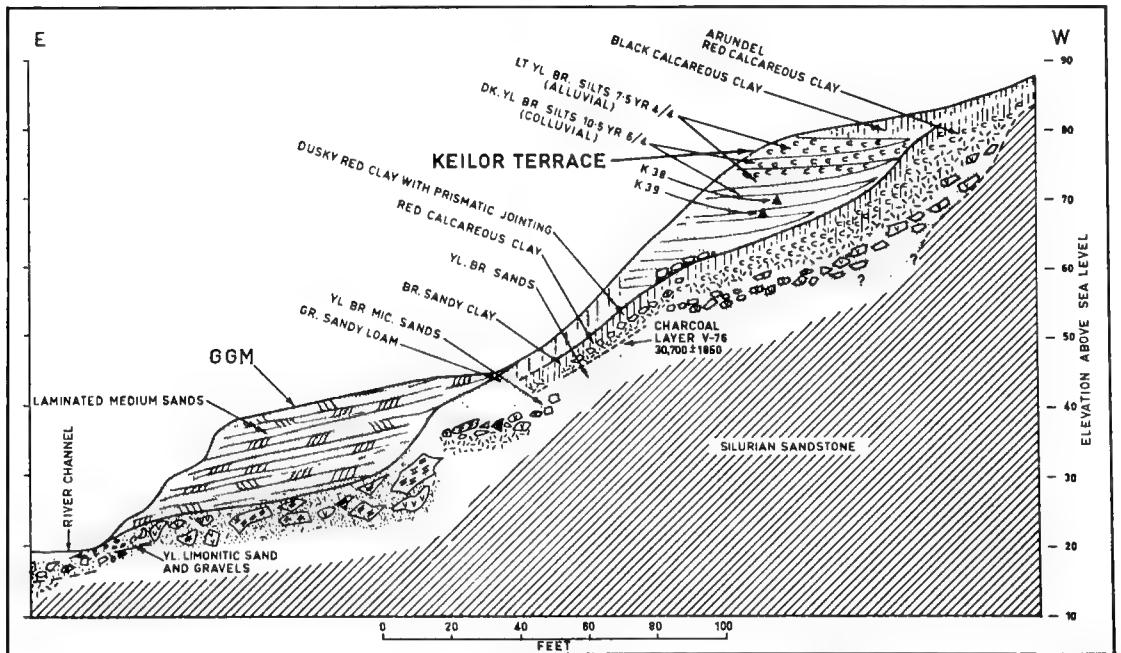 E
W
ARUNDEL
RED CALCAREOUS CLAY
BLACK CALCAREOUS CLAY
LT YL. BR. SILTS 7·5 YR 4/4
(ALLUVIAL)
DK. YL BR SILTS 10·5 YR 6/4
(COLLUVIAL)
KEILOR TERRACE
K 38
K 39
DUSKY RED CLAY WITH PRISMATIC JOINTING
RED CALCAREOUS CLAY
YL. BR SANDS
BR. SANDY CLAY
YL BR MIC. SANDS
GR. SANDY LOAM
GGM
LAMINATED MEDIUM SANDS
RIVER CHANNEL
YL. LIMONITIC SAND
AND GRAVELS
CHARCOAL
LAYER V-76
30,700 ± 1850
?
?
SILURIAN SANDSTONE
90
80
70
60
50
40
30
20
10
ELEVATION ABOVE SEA LEVEL
0 20 40 60 80 100
FEET